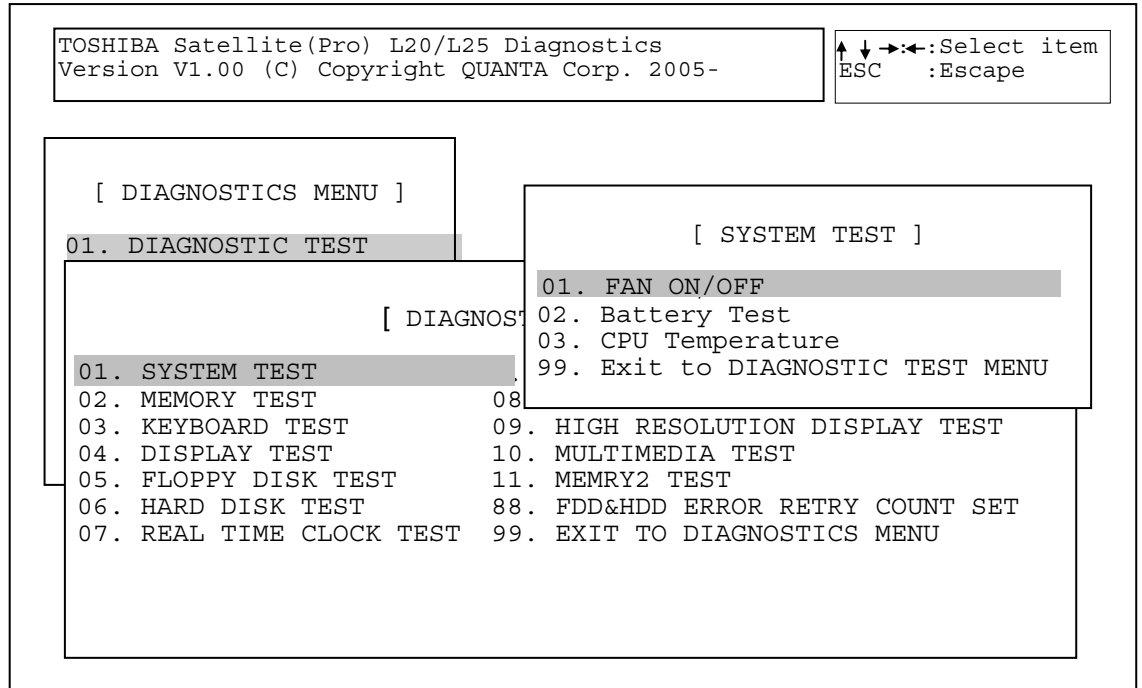 TOSHIBA Satellite(Pro) L20/L25 Diagnostics
Version V1.00 (C) Copyright QUANTA Corp. 2005-
↑ ↓ →:←:Select item
ESC :Escape
[ DIAGNOSTICS MENU ]
01. DIAGNOSTIC TEST
[ SYSTEM TEST ]
01. FAN ON/OFF
02. Battery Test
03. CPU Temperature
99. Exit to DIAGNOSTIC TEST MENU
[ DIAGNOS
01. SYSTEM TEST
02. MEMORY TEST
03. KEYBOARD TEST
04. DISPLAY TEST
05. FLOPPY DISK TEST
06. HARD DISK TEST
07. REAL TIME CLOCK TEST
08
09. HIGH RESOLUTION DISPLAY TEST
10. MULTIMEDIA TEST
11. MEMRY2 TEST
88. FDD&HDD ERROR RETRY COUNT SET
99. EXIT TO DIAGNOSTICS MENU